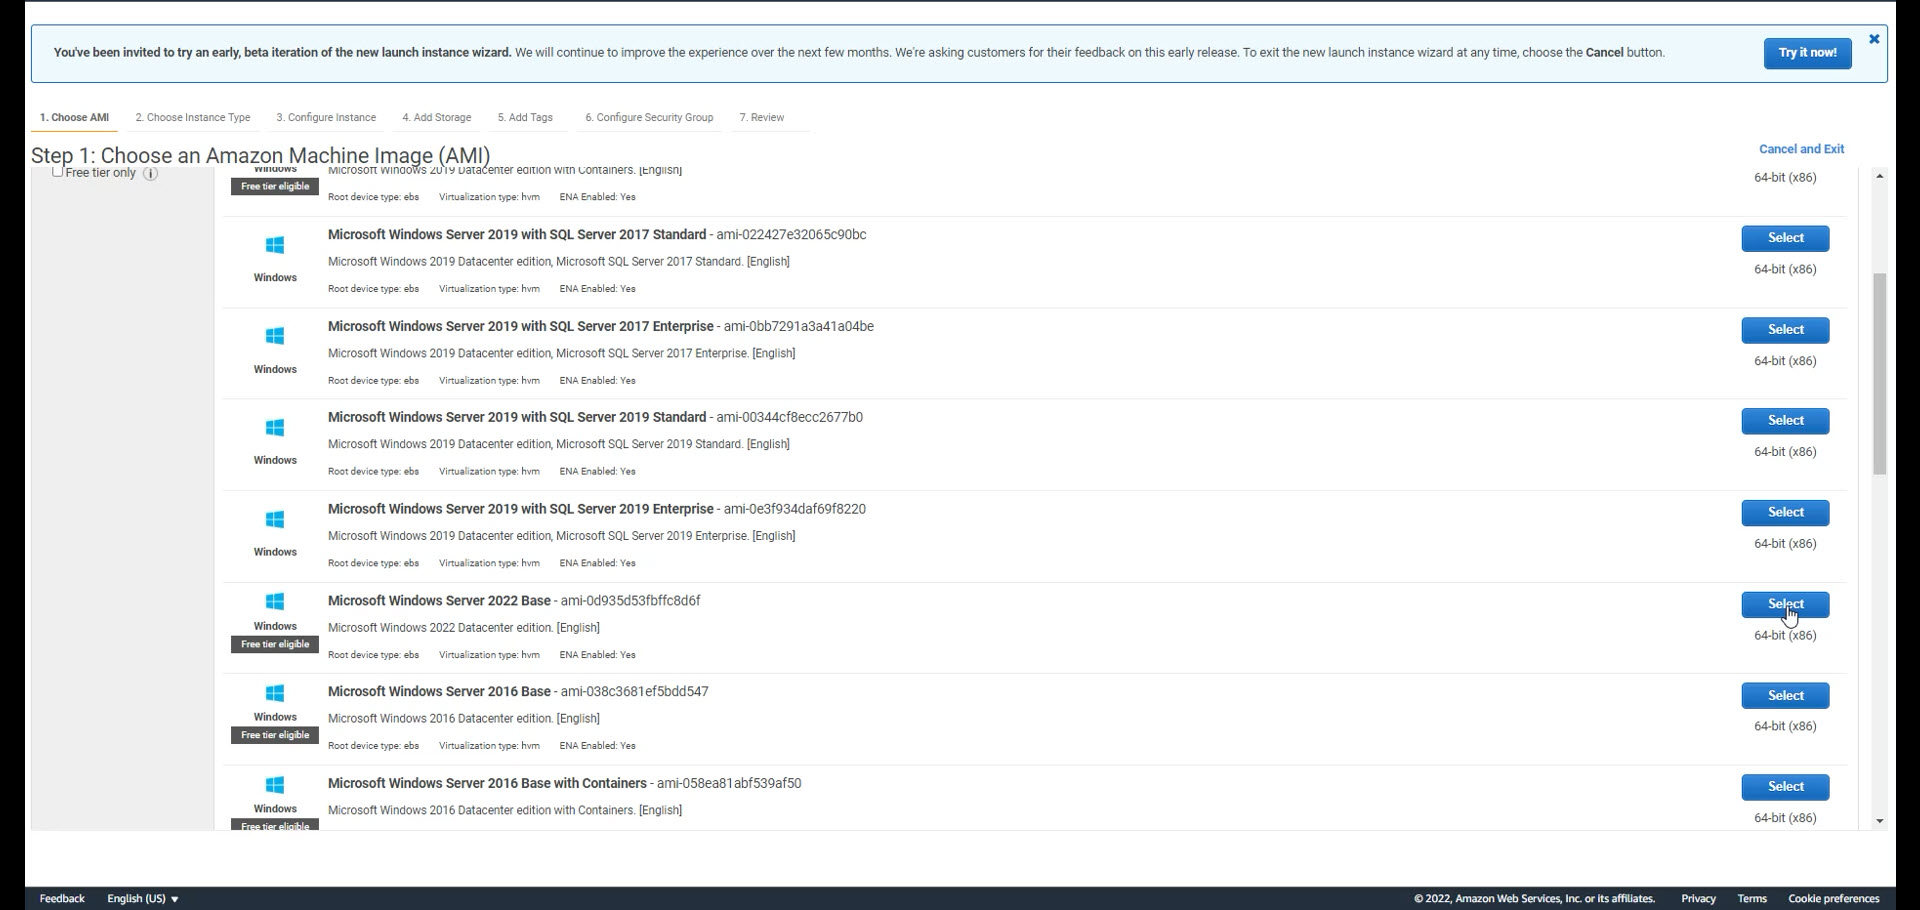 You've been invited to try an early, beta iteration of the new launch instance wizard. We will continue to improve the experience over the next few months. We're asking customers for their feedback on this early release. To exit the new launch instance wizard at any time, choose the Cancel button.
Try it now!
1. Choose AMI 2. Choose Instance Type 3. Configure Instance 4. Add Storage 5. Add Tags 6. Configure Security Group 7. Review
Step 1: Choose an Amazon Machine Image (AMI)
Cancel and Exit
Free tier only
Windows
Free tier eligible
Microsoft Windows 2019 Datacenter edition with Containers. [English]
Root device type: ebs Virtualization type: hvm ENA Enabled: Yes
64-bit (x86)
Windows
Microsoft Windows Server 2019 with SQL Server 2017 Standard - ami-022427e32065c90bc
Microsoft Windows 2019 Datacenter edition, Microsoft SQL Server 2017 Standard. [English]
Root device type: ebs Virtualization type: hvm ENA Enabled: Yes
Select
64-bit (x86)
Windows
Microsoft Windows Server 2019 with SQL Server 2017 Enterprise - ami-0bb7291a3a41a04be
Microsoft Windows 2019 Datacenter edition, Microsoft SQL Server 2017 Enterprise. [English]
Root device type: ebs Virtualization type: hvm ENA Enabled: Yes
Select
64-bit (x86)
Windows
Microsoft Windows Server 2019 with SQL Server 2019 Standard - ami-00344cf8ecc2677b0
Microsoft Windows 2019 Datacenter edition, Microsoft SQL Server 2019 Standard. [English]
Root device type: ebs Virtualization type: hvm ENA Enabled: Yes
Select
64-bit (x86)
Windows
Microsoft Windows Server 2019 with SQL Server 2019 Enterprise - ami-0e3f934daf69f8220
Microsoft Windows 2019 Datacenter edition, Microsoft SQL Server 2019 Enterprise. [English]
Root device type: ebs Virtualization type: hvm ENA Enabled: Yes
Select
64-bit (x86)
Windows
Free tier eligible
Microsoft Windows Server 2022 Base - ami-0d935d53fbffc8d6f
Microsoft Windows 2022 Datacenter edition. [English]
Root device type: ebs Virtualization type: hvm ENA Enabled: Yes
Select
64-bit (x86)
Windows
Free tier eligible
Microsoft Windows Server 2016 Base - ami-038c3681ef5bdd547
Microsoft Windows 2016 Datacenter edition. [English]
Root device type: ebs Virtualization type: hvm ENA Enabled: Yes
Select
64-bit (x86)
Windows
Free tier eligible
Microsoft Windows Server 2016 Base with Containers - ami-058ea81abf539af50
Microsoft Windows 2016 Datacenter edition with Containers. [English]
Select
64-bit (x86)
Feedback English (US) © 2022, Amazon Web Services, Inc. or its affiliates. Privacy Terms Cookie preferences